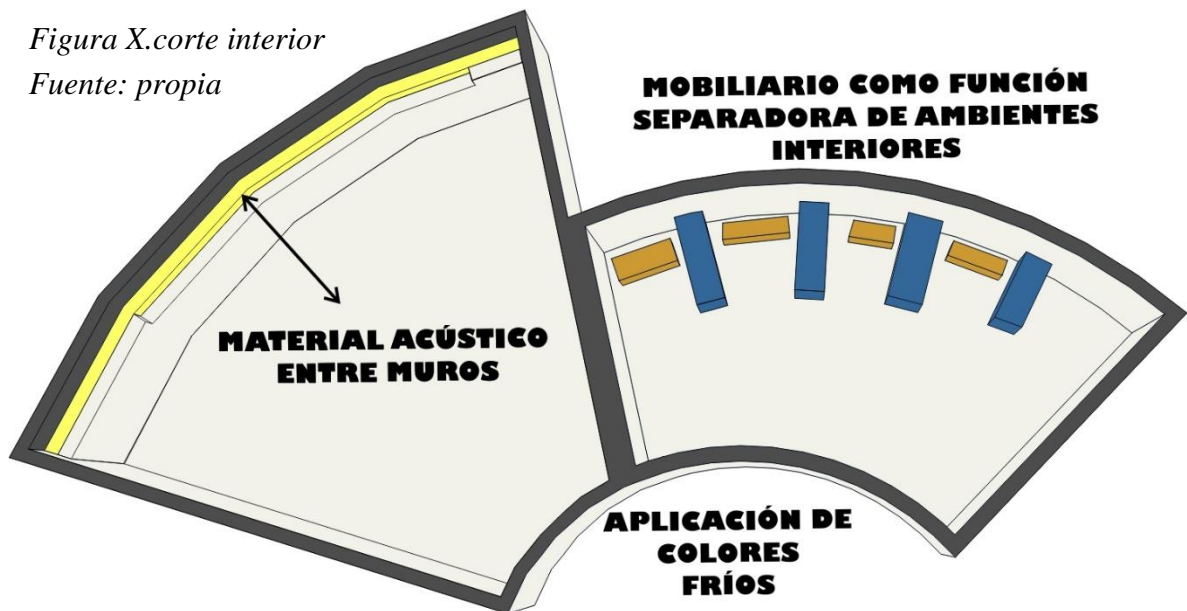 Figura X.corte interior
Fuente: propia
MOBILIARIO COMO FUNCIÓN
SEPARADORA DE AMBIENTES
INTERIORES
MATERIAL ACÚSTICO
ENTRE MUROS
APLICACIÓN DE
COLORES
FRÍOS